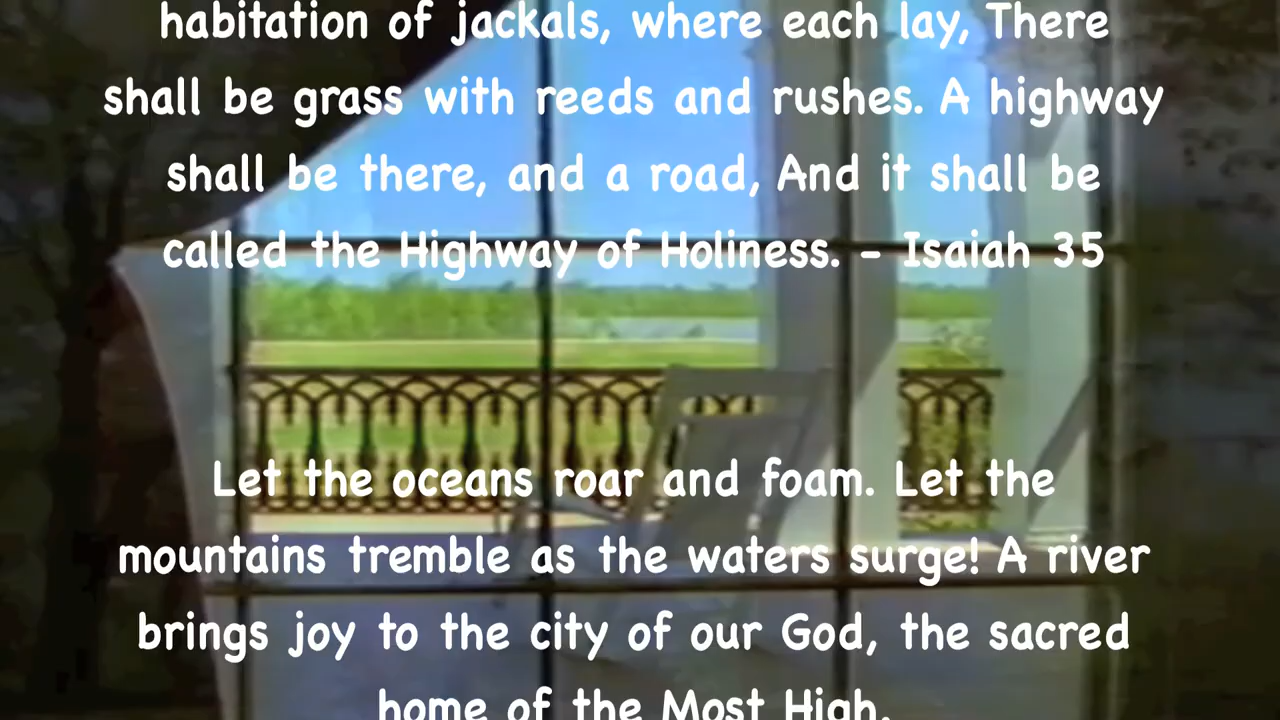 habitation of jackals, where each lay, There
shall be grass with reeds and rushes. A highway
shall be there, and a road, And it shall be
called the Highway of Holiness. - Isaiah 35
Let the oceans roar and foam. Let the
mountains tremble as the waters surge! A river
brings joy to the city of our God, the sacred
home of the Most High.